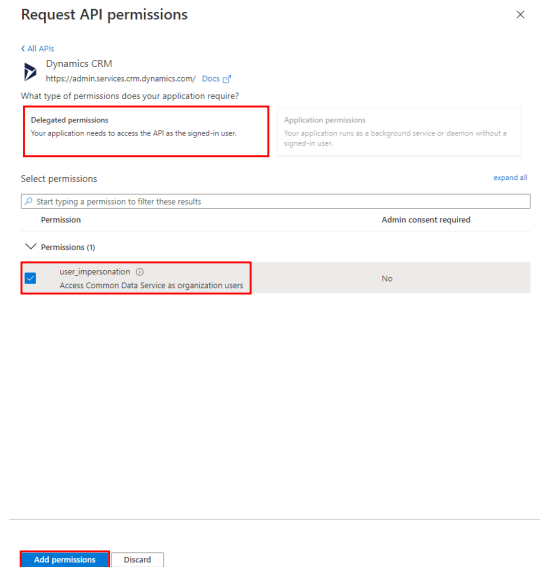 Request API permissions
All APIs
Dynamics CRM
https://admin.services.crm.dynamics.com/ Docs
What type of permissions does your application require?
Delegated permissions
Your application needs to access the API as the signed-in user.
Application permissions
Your application runs as a background service or daemon without a
signed-in user.
Select permissions
expand all
Start typing a permission to filter these results
Permission
Admin consent required
Permissions (1)
user_impersonation
Access Common Data Service as organization users
No
Add permissions
Discard